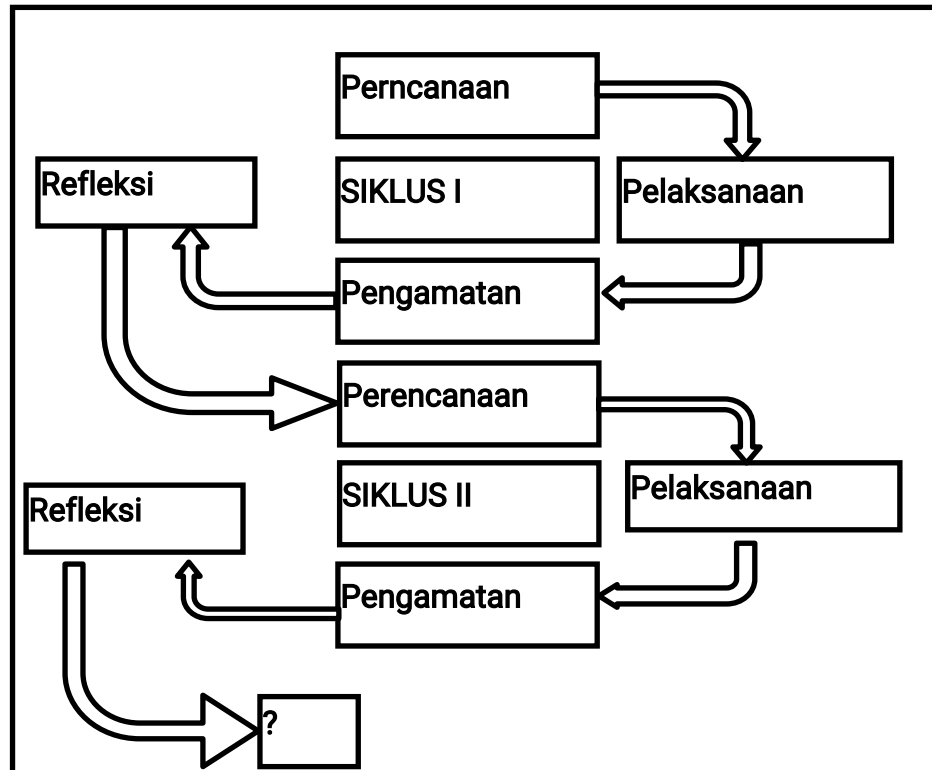 Perncanaan
Refleksi
SIKLUS I
Pelaksanaan
Pengamatan
Perencanaan
Refleksi
SIKLUS II
Pelaksanaan
Pengamatan
?